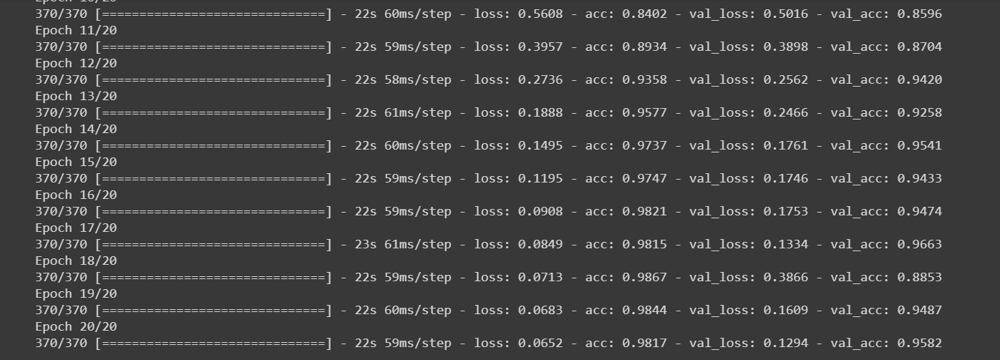 Epoch 10/20
370/370 [==============================] - 22s 60ms/step - loss: 0.5608 - acc: 0.8402 - val_loss: 0.5016 - val_acc: 0.8596
Epoch 11/20
370/370 [==============================] - 22s 59ms/step - loss: 0.3957 - acc: 0.8934 - val_loss: 0.3898 - val_acc: 0.8704
Epoch 12/20
370/370 [==============================] - 22s 58ms/step - loss: 0.2736 - acc: 0.9358 - val_loss: 0.2562 - val_acc: 0.9420
Epoch 13/20
370/370 [==============================] - 22s 61ms/step - loss: 0.1888 - acc: 0.9577 - val_loss: 0.2466 - val_acc: 0.9258
Epoch 14/20
370/370 [==============================] - 22s 60ms/step - loss: 0.1495 - acc: 0.9737 - val_loss: 0.1761 - val_acc: 0.9541
Epoch 15/20
370/370 [==============================] - 22s 59ms/step - loss: 0.1195 - acc: 0.9747 - val_loss: 0.1746 - val_acc: 0.9433
Epoch 16/20
370/370 [==============================] - 22s 59ms/step - loss: 0.0908 - acc: 0.9821 - val_loss: 0.1753 - val_acc: 0.9474
Epoch 17/20
370/370 [==============================] - 23s 61ms/step - loss: 0.0849 - acc: 0.9815 - val_loss: 0.1334 - val_acc: 0.9663
Epoch 18/20
370/370 [==============================] - 22s 59ms/step - loss: 0.0713 - acc: 0.9867 - val_loss: 0.3866 - val_acc: 0.8853
Epoch 19/20
370/370 [==============================] - 22s 60ms/step - loss: 0.0683 - acc: 0.9844 - val_loss: 0.1609 - val_acc: 0.9487
Epoch 20/20
370/370 [==============================] - 22s 59ms/step - loss: 0.0652 - acc: 0.9817 - val_loss: 0.1294 - val_acc: 0.9582